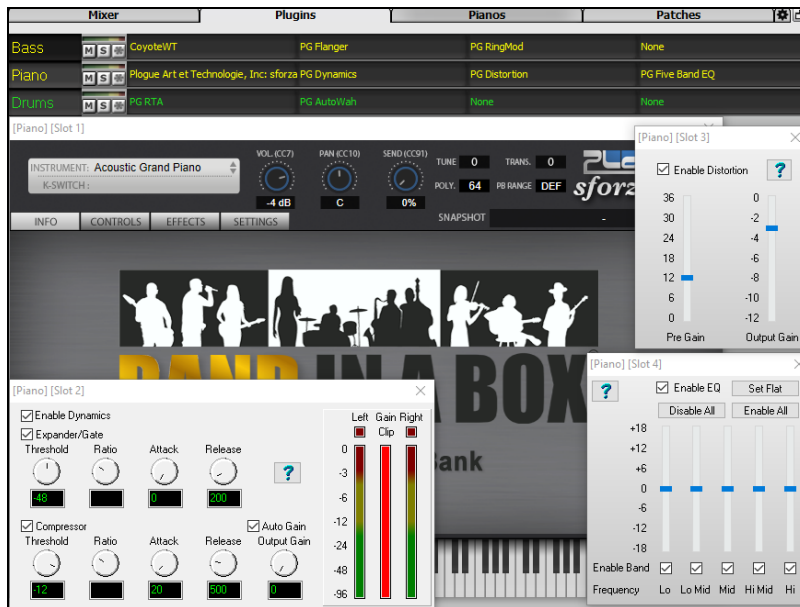 Mixer Plugins Pianos Patches
Bass M S CoyoteWT PG Flanger PG RingMod None
Piano M S Plogue Art et Technologie, Inc: sforza PG Dynamics PG Distortion PG Five Band EQ
Drums M S PG RTA PG AutoWah None None
[Piano] [Slot 1]
INSTRUMENT: Acoustic Grand Piano
K-SWITCH :
VOL. (CC7) PAN (CC10) SEND (CC91)
-4 dB C 0%
TUNE 0 TRANS. 0
POLY. 64 PB RANGE DEF
SNAPSHOT -
INFO CONTROLS EFFECTS SETTINGS
BAND IN A BOX
Bank
[Piano] [Slot 3]
Enable Distortion ?
36 0
30 -2
24 -4
18 -6
12 -8
6 -10
0 -12
Pre Gain Output Gain
[Piano] [Slot 2]
Enable Dynamics
Expander/Gate
Threshold Ratio Attack Release
-48 0 200
?
Compressor Auto Gain
Threshold Ratio Attack Release Output Gain
-12 20 500 0
Left Gain Right
Clip
0
-3
-6
-12
-24
-48
-96
[Piano] [Slot 4]
? Enable EQ Set Flat
Disable All Enable All
+18
+12
+6
0
-6
-12
-18
Enable Band
Frequency Lo Lo Mid Mid Hi Mid Hi